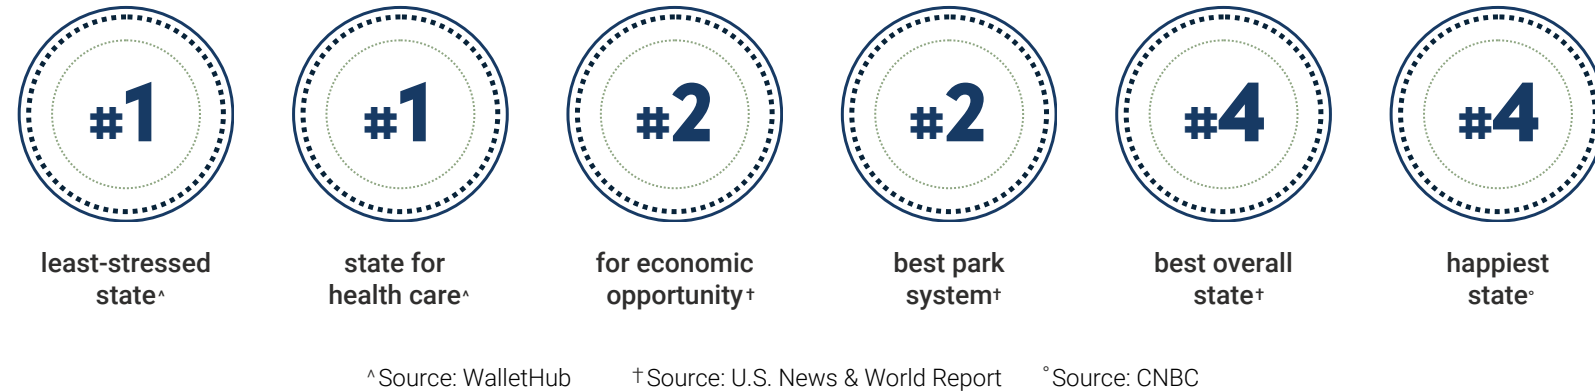 #1 #1 #2 #2 #4 #4
least-stressed
state^
state for
health care^
for economic
opportunity†
best park
system†
best overall
state†
happiest
state°
^Source: WalletHub †Source: U.S. News & World Report °Source: CNBC